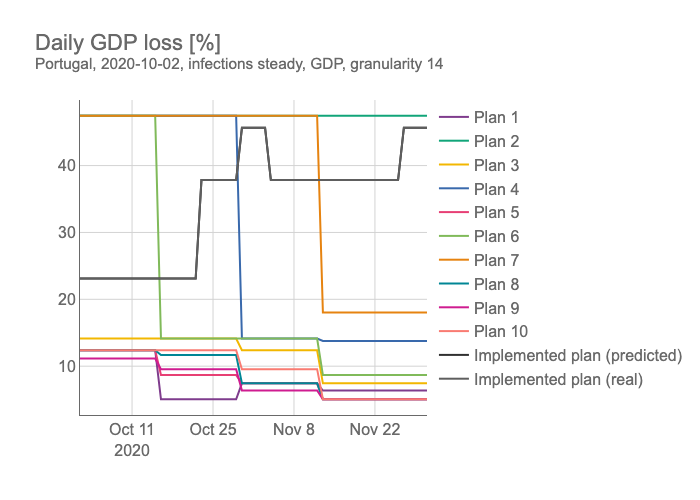 Daily GDP loss [%]
Portugal, 2020-10-02, infections steady, GDP, granularity 14
40
30
20
10
Oct 11
2020
Oct 25
Nov 8
Nov 22
Plan 1
Plan 2
Plan 3
Plan 4
Plan 5
Plan 6
Plan 7
Plan 8
Plan 9
Plan 10
Implemented plan (predicted)
Implemented plan (real)